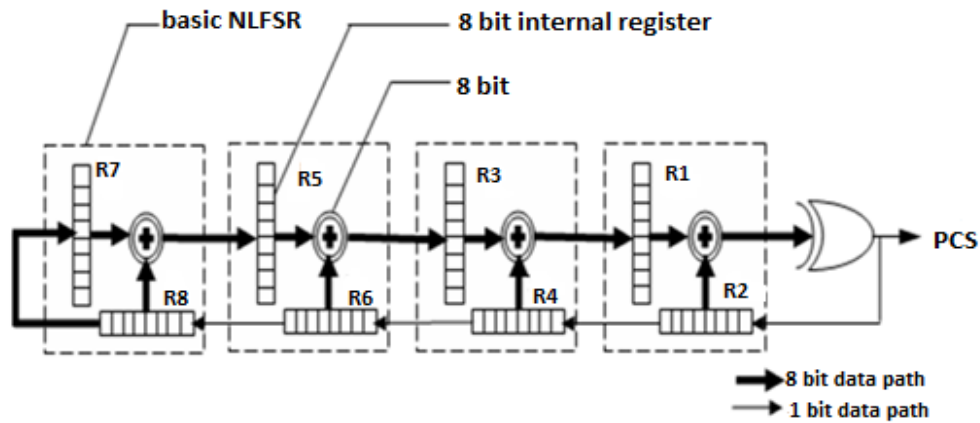 basic NLFSR
8 bit internal register
8 bit
R7
R5
R3
R1
R8
R6
R4
R2
PCS
8 bit data path
1 bit data path